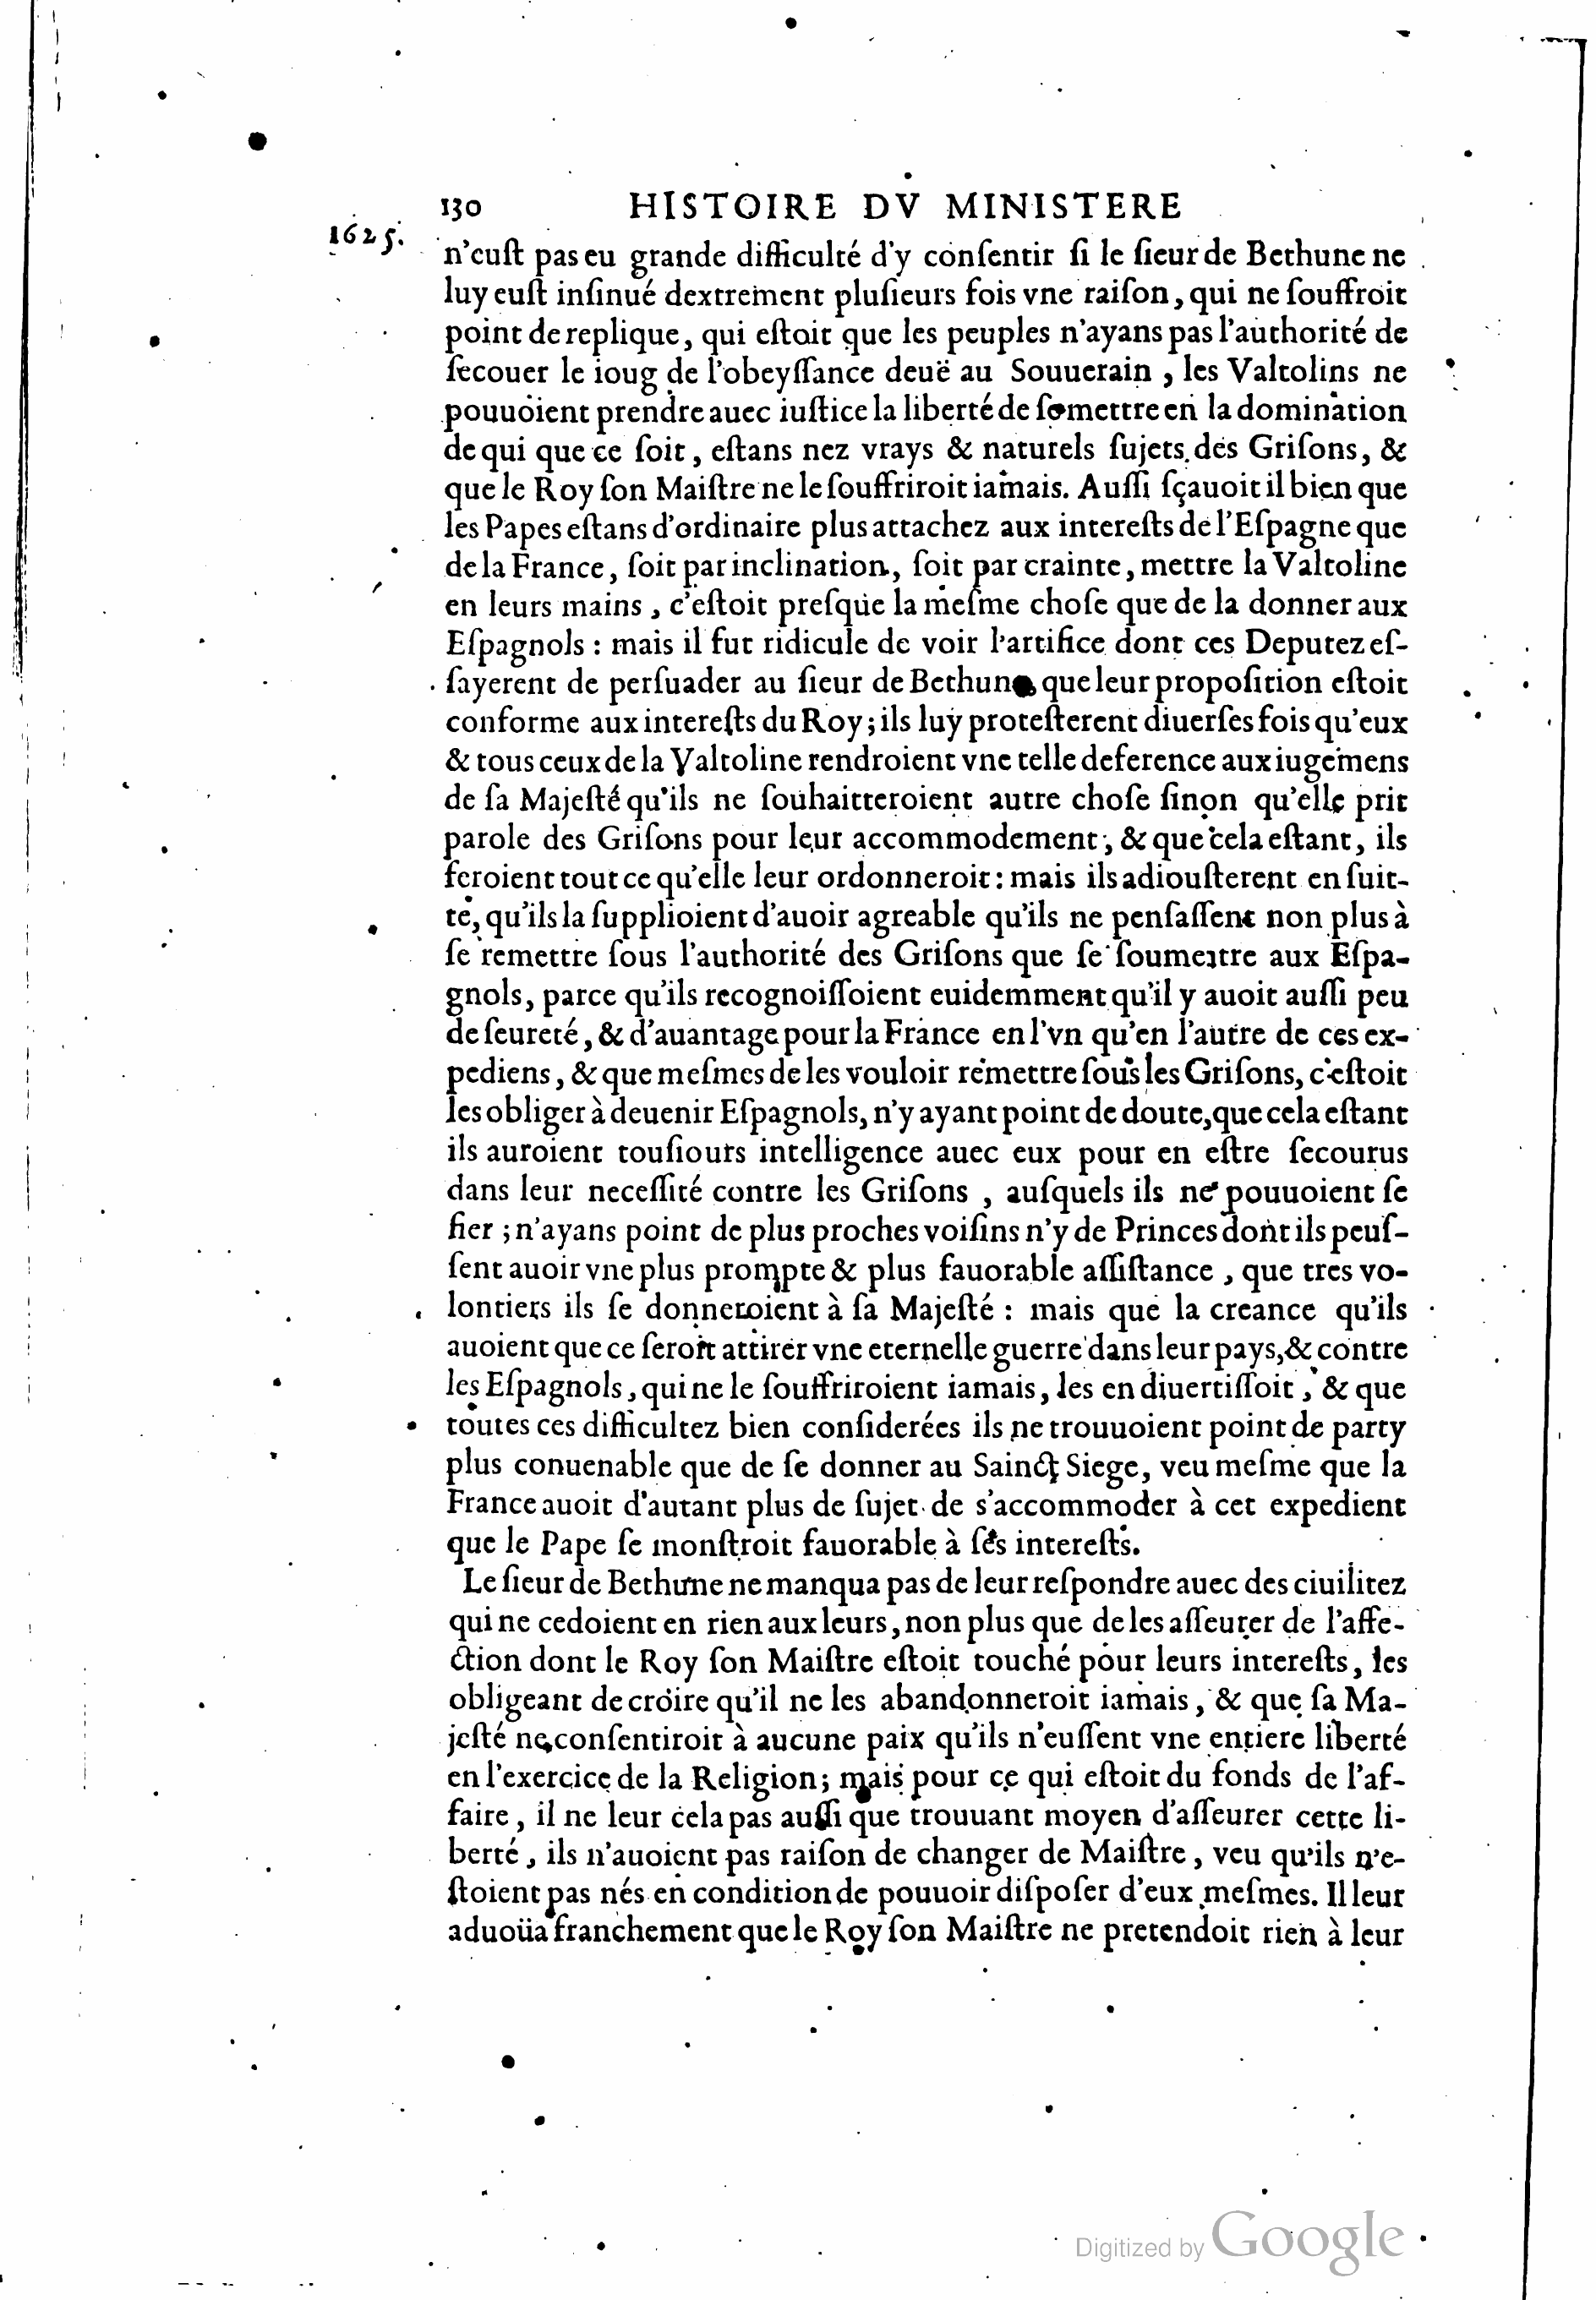 130 HISTOIRE DV MINISTERE
1625.
n'eust pas eu grande difficulté d'y consentir si le sieur de Bethune ne
luy eust insinué dextrement plusieurs fois vne raison, qui ne souffroit
point de replique, qui estoit que les peuples n'ayans pas l'authorité de
secouer le ioug de l'obeyssance deuë au Souuerain, les Valtolins ne
pouuoient prendre auec iustice la liberté de se mettre en la domination
de qui que ce soit, estans nez vrays & naturels sujets des Grisons, &
que le Roy son Maistre ne le souffriroit iamais. Aussi sçauoit il bien que
les Papes estans d'ordinaire plus attachez aux interests de l'Espagne que
de la France, soit par inclination, soit par crainte, mettre la Valtoline
en leurs mains, c'estoit presque la mesme chose que de la donner aux
Espagnols : mais il fut ridicule de voir l'artifice dont ces Deputez es-
sayerent de persuader au sieur de Bethune que leur proposition estoit
conforme aux interests du Roy; ils luy protesterent diuerses fois qu'eux
& tous ceux de la Valtoline rendroient vne telle deference aux iugemens
de sa Majesté qu'ils ne souhaitteroient autre chose sinon qu'elle prit
parole des Grisons pour leur accommodement, & que cela estant, ils
feroient tout ce qu'elle leur ordonneroit: mais ils adiousterent en suit-
te, qu'ils la supplioient d'auoir agreable qu'ils ne pensassent non plus à
se remettre sous l'authorité des Grisons que se soumettre aux Espa-
gnols, parce qu'ils recognoissoient euidemment qu'il y auoit aussi peu
de seureté, & d'auantage pour la France en l'vn qu'en l'autre de ces ex-
pediens, & que mesmes de les vouloir remettre sous les Grisons, c'estoit
les obliger à deuenir Espagnols, n'y ayant point de doute, que cela estant
ils auroient tousiours intelligence auec eux pour en estre secourus
dans leur necessité contre les Grisons, ausquels ils ne pouuoient se
fier ; n'ayans point de plus proches voisins n'y de Princes dont ils peus-
sent auoir vne plus prompte & plus fauorable assistance, que tres vo-
lontiers ils se donneroient à sa Majesté : mais que la creance qu'ils
auoient que ce seroit attirer vne eternelle guerre dans leur pays, & contre
les Espagnols, qui ne le souffriroient iamais, les en diuertissoit, & que
toutes ces difficultez bien considerées ils ne trouuoient point de party
plus conuenable que de se donner au Sainct Siege, veu mesme que la
France auoit d'autant plus de sujet de s'accommoder à cet expedient
que le Pape se monstroit fauorable à ses interests.
Le sieur de Bethune ne manqua pas de leur respondre auec des ciuilitez
qui ne cedoient en rien aux leurs, non plus que de les asseurer de l'affe-
ction dont le Roy son Maistre estoit touché pour leurs interests, les
obligeant de croire qu'il ne les abandonneroit iamais, & que sa Ma-
jesté ne consentiroit à aucune paix qu'ils n'eussent vne entiere liberté
en l'exercice de la Religion; mais pour ce qui estoit du fonds de l'af-
faire, il ne leur cela pas aussi que trouuant moyen d'asseurer cette li-
berté, ils n'auoient pas raison de changer de Maistre, veu qu'ils n'e-
stoient pas nés en condition de pouuoir disposer d'eux mesmes. Il leur
aduoüa franchement que le Roy son Maistre ne pretendoit rien à leur
Digitized by Google